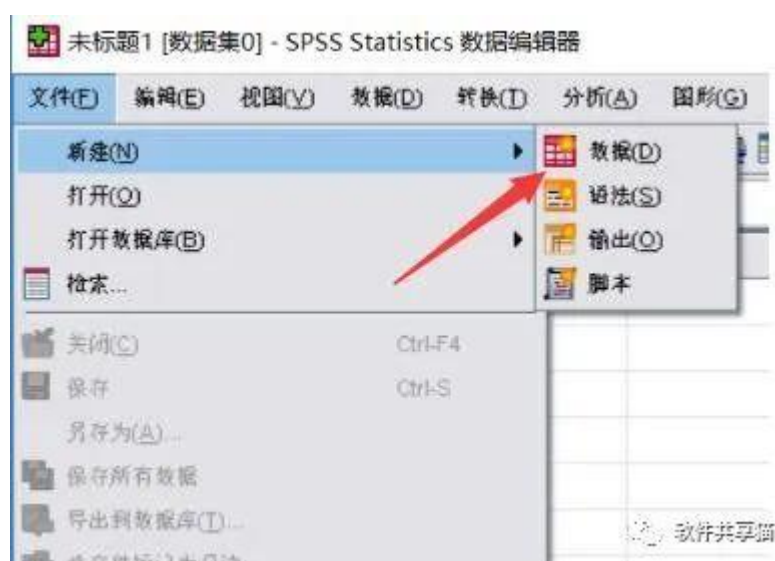 未标题1 [数据集0] - SPSS Statistics 数据编辑器
文件(F) 编辑(E) 视图(V) 数据(D) 转换(T) 分析(A) 图形(G)
新建(N)
数据(D)
语法(S)
输出(O)
脚本
打开(O)
打开数据库(B)
检索...
关闭(C) Ctrl-F4
保存 Ctrl-S
另存为(A)...
保存所有数据
导出到数据库(T)...
软件共享猫